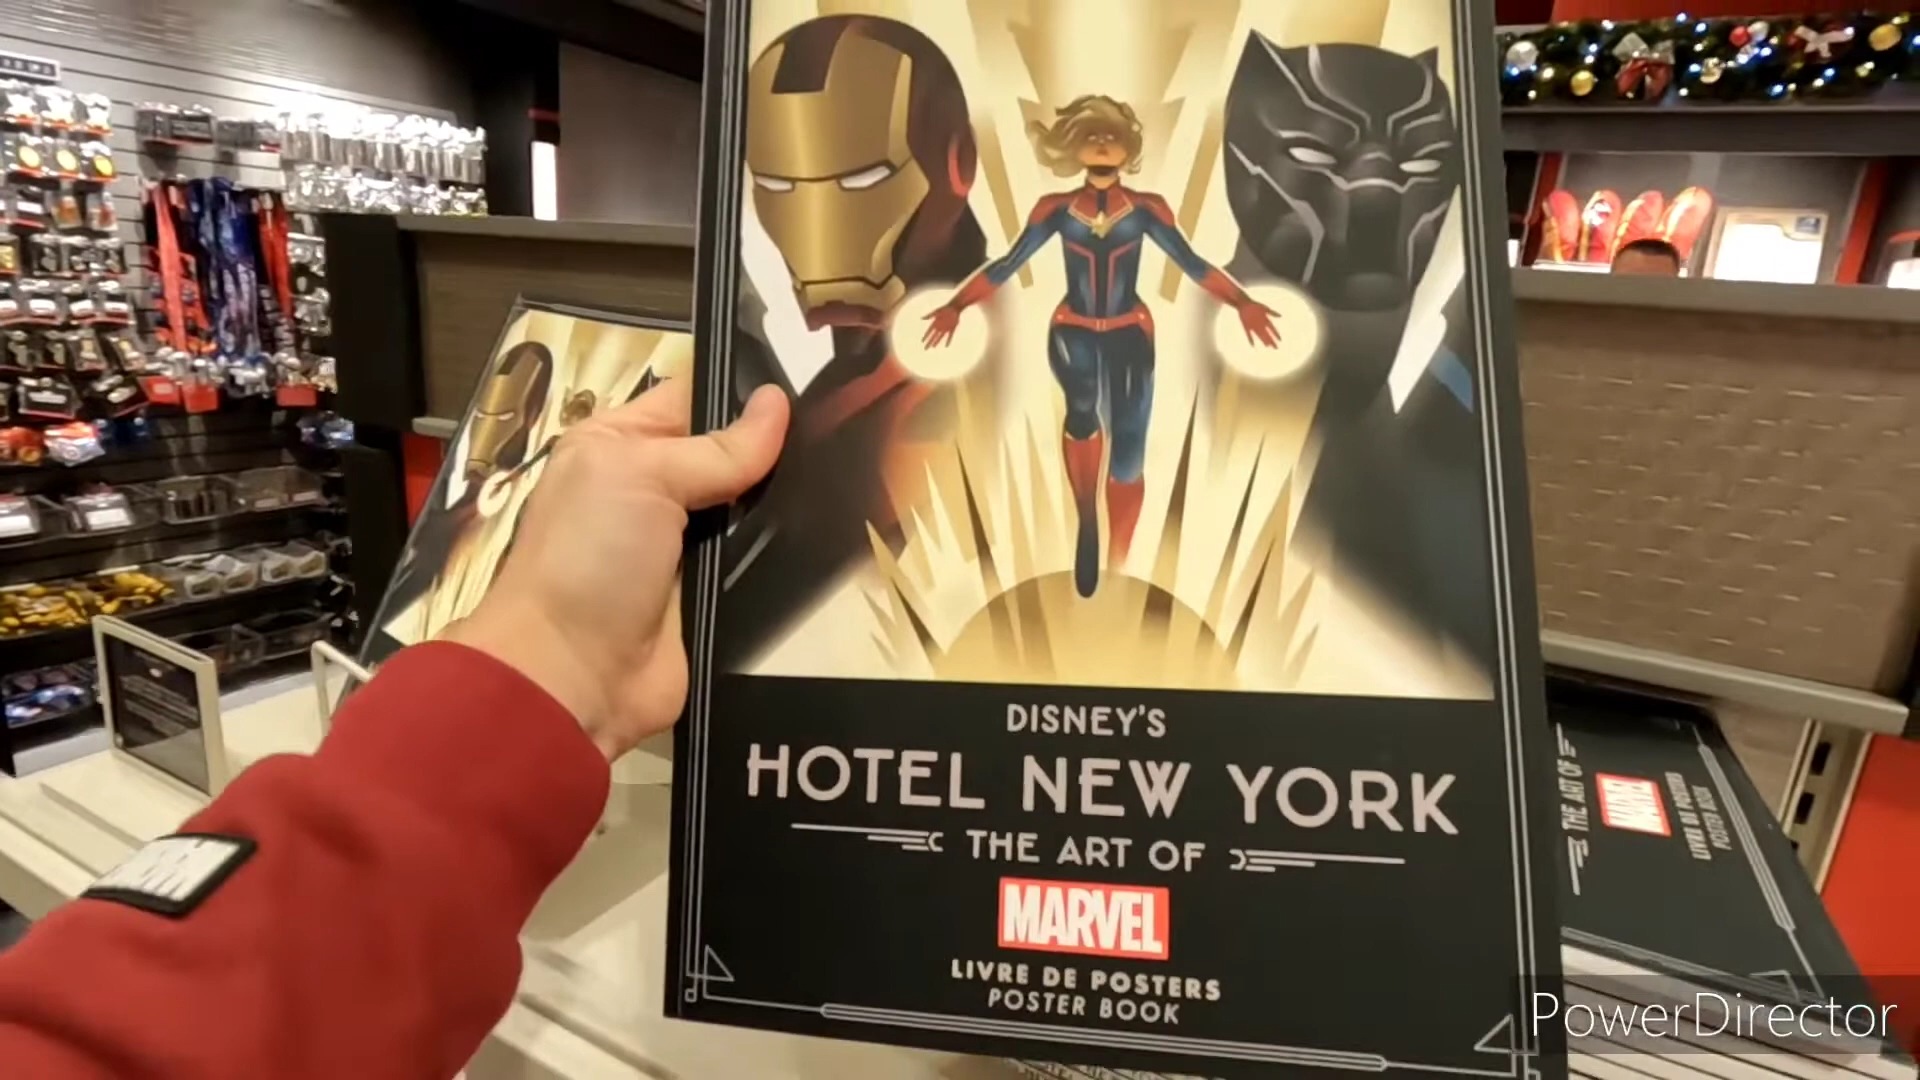 DISNEY'S
HOTEL NEW YORK
THE ART OF
MARVEL
LIVRE DE POSTERS
POSTER BOOK
THE ART OF
MARVEL
LIVRE DE POSTERS
POSTER BOOK
PowerDirector